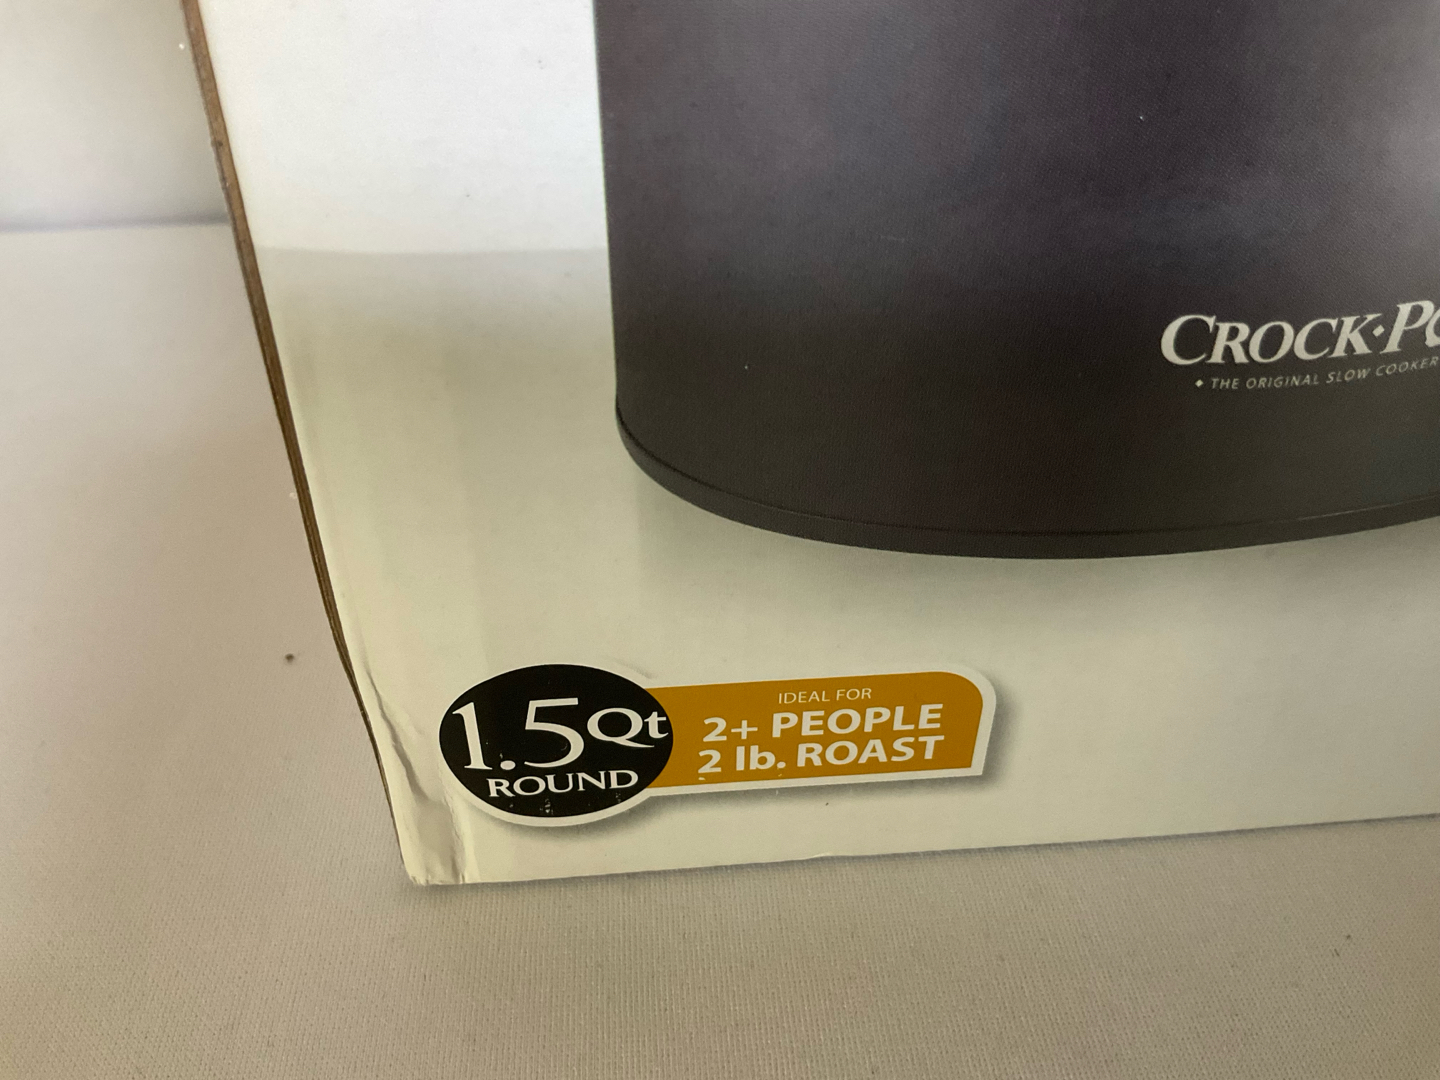 CROCK·PO
◆ THE ORIGINAL SLOW COOKER
1.5Qt
ROUND
IDEAL FOR
2+ PEOPLE
2 lb. ROAST